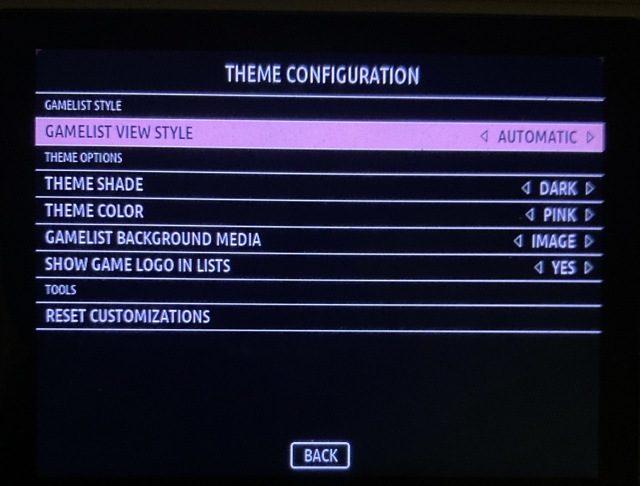 THEME CONFIGURATION
GAMELIST STYLE
GAMELIST VIEW STYLE AUTOMATIC
THEME OPTIONS
THEME SHADE DARK
THEME COLOR PINK
GAMELIST BACKGROUND MEDIA IMAGE
SHOW GAME LOGO IN LISTS YES
TOOLS
RESET CUSTOMIZATIONS
BACK